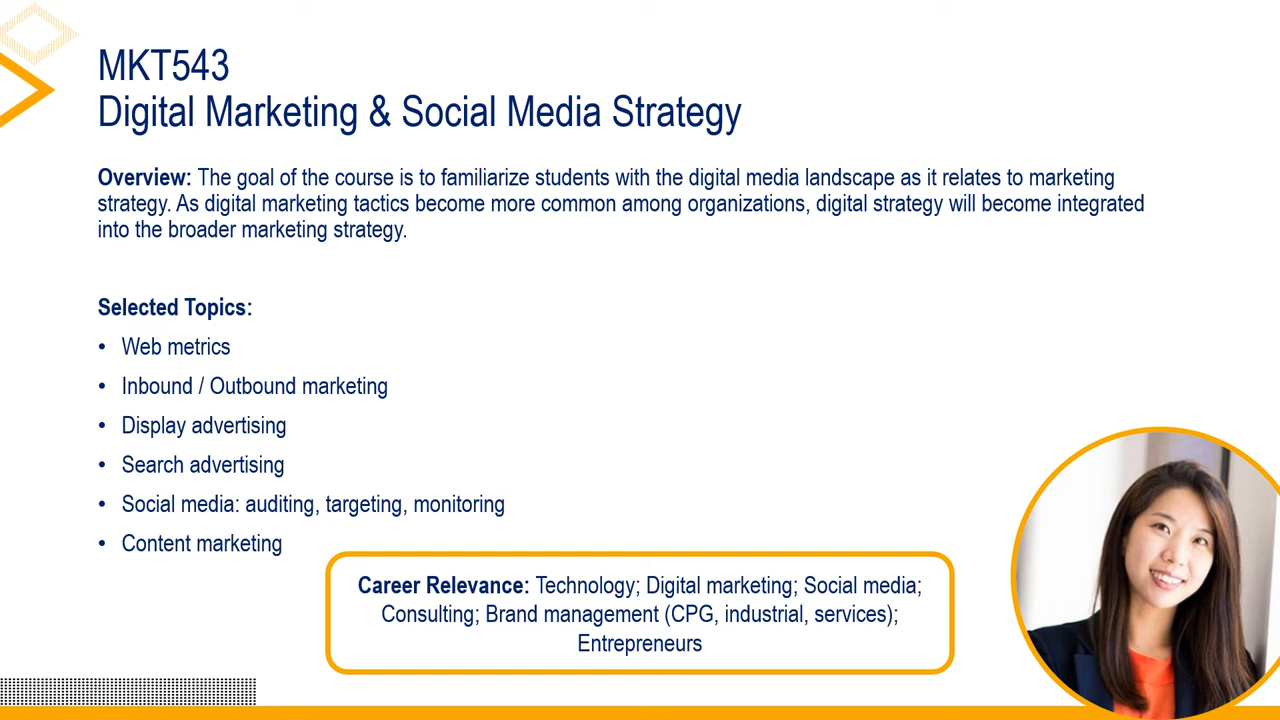 MKT543
Digital Marketing & Social Media Strategy
Overview: The goal of the course is to familiarize students with the digital media landscape as it relates to marketing
strategy. As digital marketing tactics become more common among organizations, digital strategy will become integrated
into the broader marketing strategy.
Selected Topics:
• Web metrics
• Inbound / Outbound marketing
• Display advertising
• Search advertising
• Social media: auditing, targeting, monitoring
• Content marketing
Career Relevance: Technology; Digital marketing; Social media;
Consulting; Brand management (CPG, industrial, services);
Entrepreneurs